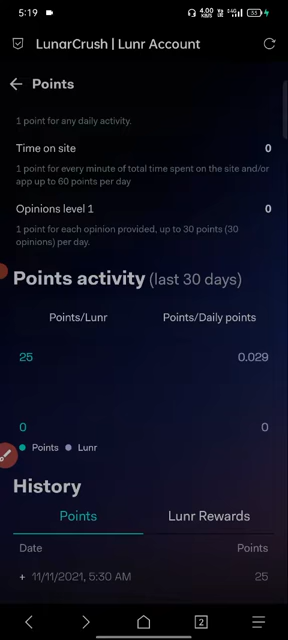 5:19 4.00 KB/S 4G 53
LunarCrush | Lunr Account
Points
1 point for any daily activity.
Time on site 0
1 point for every minute of total time spent on the site and/or
app up to 60 points per day
Opinions level 1 0
1 point for each opinion provided, up to 30 points (30
opinions) per day.
Points activity (last 30 days)
Points/Lunr Points/Daily points
25 0.029
0 0
Points Lunr
History
Points Lunr Rewards
Date Points
+ 11/11/2021, 5:30 AM 25
2